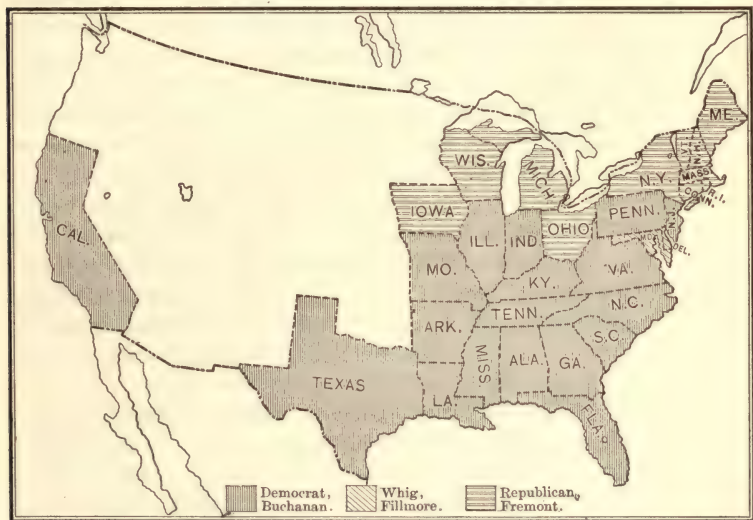 ME.
VT.
N.H.
MASS.
WIS.
MICH
N.Y.
R.I.
IOWA
PENN.
N.J.
OHIO
ILL.
IND
DEL.
CAL.
MO.
VA.
KY.
N.C.
TENN.
ARK.
S.C.
MISS.
ALA.
GA.
TEXAS
LA.
FLA.
Democrat, Whig, Republican,
Buchanan. Fillmore. Fremont.